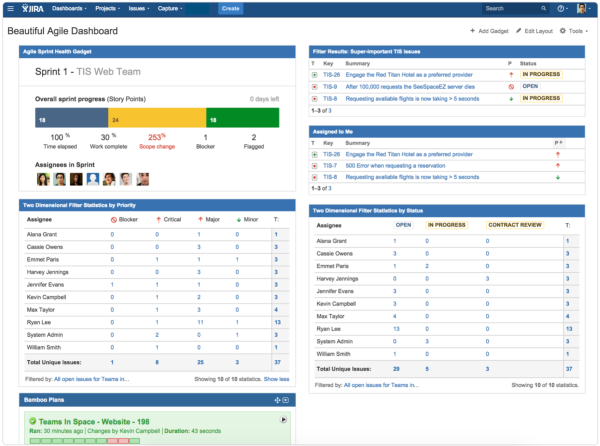 JIRA Dashboards Projects Issues Capture Create Search
Beautiful Agile Dashboard
+ Add Gadget Edit Layout Tools
Agile Sprint Health Gadget
Sprint 1 - TIS Web Team
Overall sprint progress (Story Points) 0 days left
18 24 18
100 % 30 % 253% 1 2
Time elapsed Work complete Scope change Blocker Flagged
Assignees in Sprint
Two Dimensional Filter Statistics by Priority
Assignee Blocker Critical Major Minor T:
Alana Grant 0 0 1 0 1
Cassie Owens 0 0 3 0 3
Emmet Paris 0 1 1 1 3
Harvey Jennings 0 0 3 0 3
Jennifer Evans 1 1 1 0 3
Kevin Campbell 0 1 2 0 3
Max Taylor 0 1 3 0 4
Ryan Lee 0 1 11 1 13
System Admin 0 2 0 1 3
William Smith 0 1 0 0 1
Total Unique Issues: 1 8 25 3 37
Filtered by: All open issues for Teams in... Showing 10 of 10 statistics. Show less
Bamboo Plans
Teams In Space - Website - 198
Ran: 30 minutes ago | Changes by Kevin Campbell | Duration: 43 seconds
Filter Results: Super-important TIS issues
T Key Summary P Status
TIS-26 Engage the Red Titan Hotel as a preferred provider IN PROGRESS
TIS-9 After 100,000 requests the SeeSpaceEZ server dies OPEN
TIS-8 Requesting available flights is now taking > 5 seconds IN PROGRESS
1–3 of 3
Assigned to Me
T Key Summary P
TIS-26 Engage the Red Titan Hotel as a preferred provider
TIS-7 500 Error when requesting a reservation
TIS-8 Requesting available flights is now taking > 5 seconds
1–3 of 3
Two Dimensional Filter Statistics by Status
Assignee OPEN IN PROGRESS CONTRACT REVIEW T:
Alana Grant 1 0 0 1
Cassie Owens 3 0 0 3
Emmet Paris 1 2 0 3
Harvey Jennings 0 0 3 3
Jennifer Evans 3 0 0 3
Kevin Campbell 3 0 0 3
Max Taylor 4 0 0 4
Ryan Lee 13 0 0 13
System Admin 0 3 0 3
William Smith 1 0 0 1
Total Unique Issues: 29 5 3 37
Filtered by: All open issues for Teams in... Showing 10 of 10 statistics.